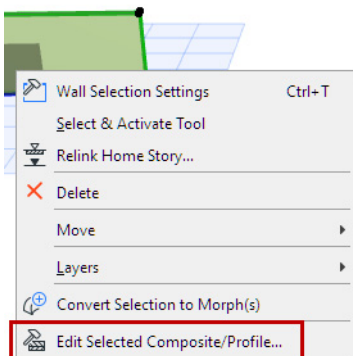 Wall Selection Settings Ctrl+T
Select & Activate Tool
Relink Home Story...
Delete
Move
Layers
Convert Selection to Morph(s)
Edit Selected Composite/Profile...